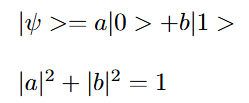 |ψ >= a|0 > +b|1 >
|a|² + |b|² = 1